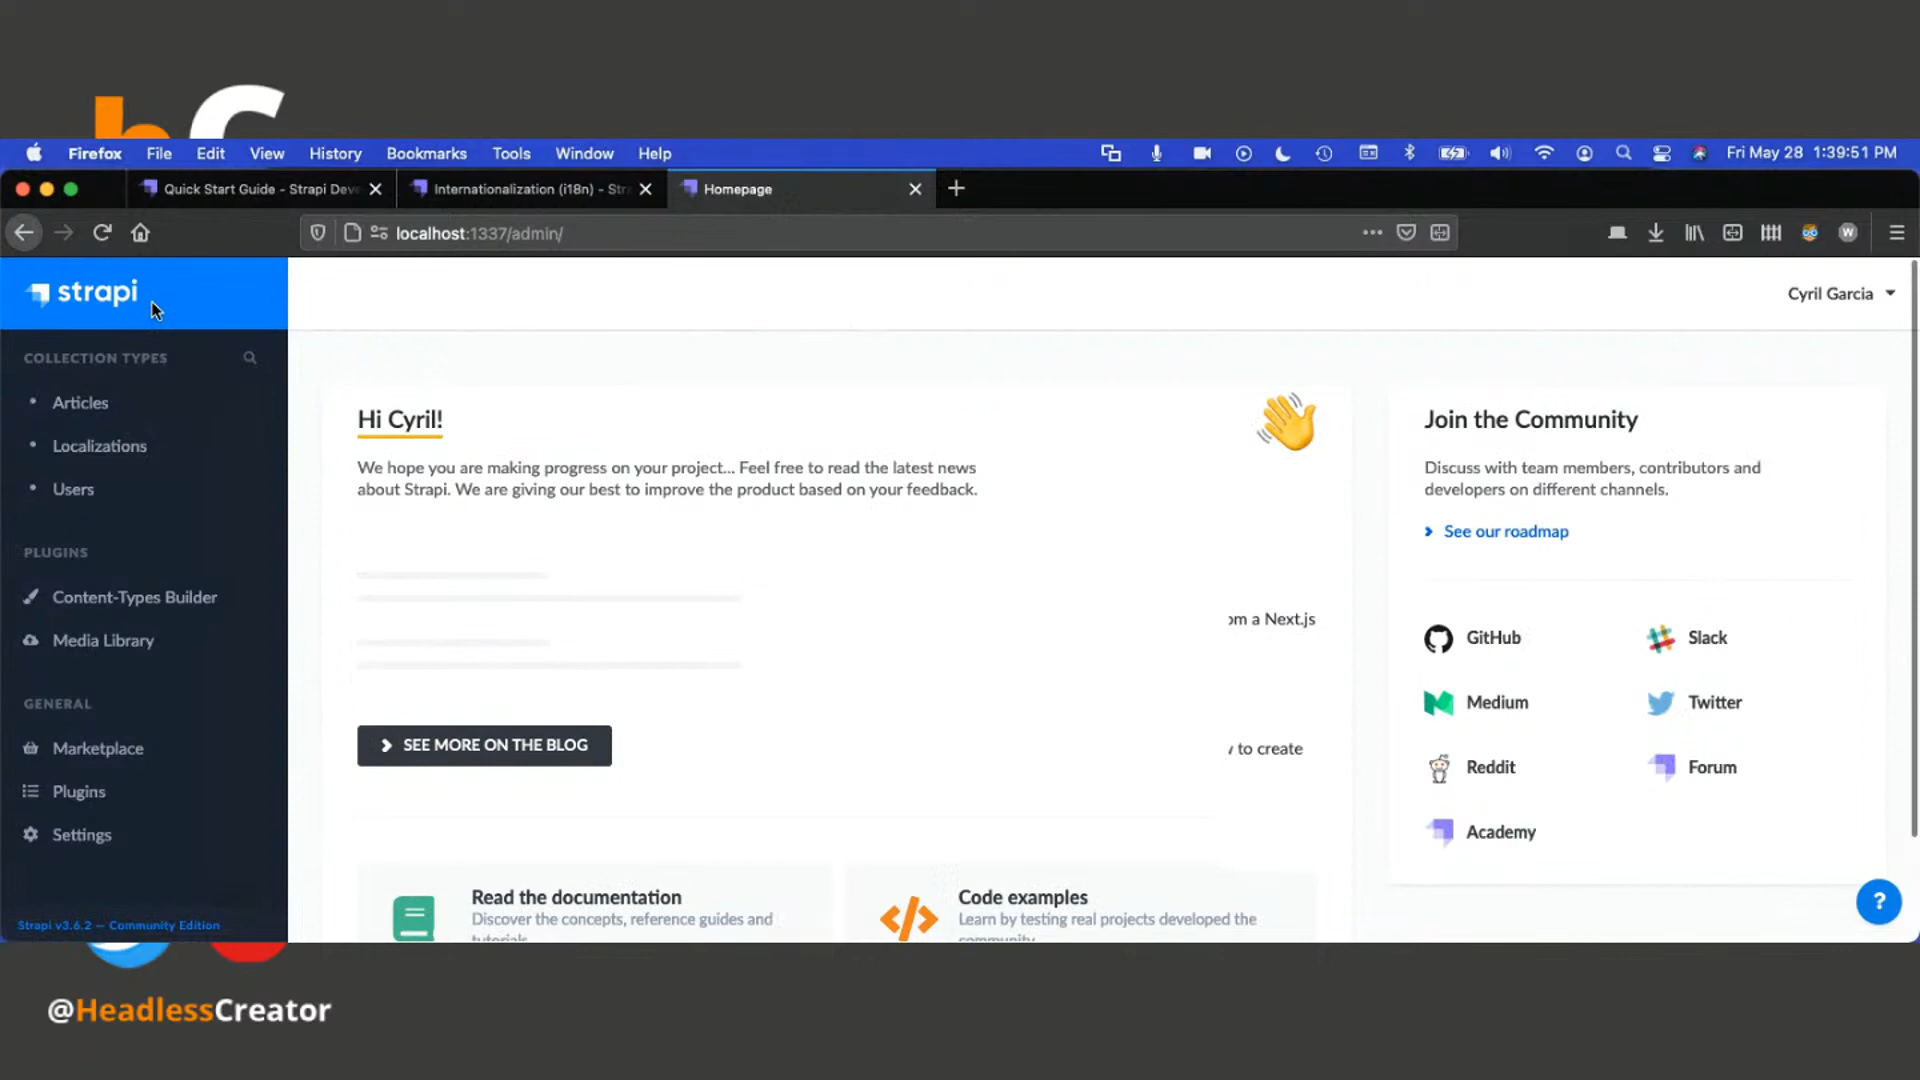 hC
Firefox File Edit View History Bookmarks Tools Window Help Fri May 28 1:39:51 PM
Quick Start Guide - Strapi Deve Internationalization (i18n) - Str Homepage
localhost:1337/admin/
W
strapi
Cyril Garcia
COLLECTION TYPES
Articles
Localizations
Users
PLUGINS
Content-Types Builder
Media Library
GENERAL
Marketplace
Plugins
Settings
Strapi v3.6.2 — Community Edition
Hi Cyril!
We hope you are making progress on your project... Feel free to read the latest news
about Strapi. We are giving our best to improve the product based on your feedback.
om a Next.js
SEE MORE ON THE BLOG
to create
Read the documentation
Discover the concepts, reference guides and
tutorials.
Code examples
Learn by testing real projects developed the
community.
Join the Community
Discuss with team members, contributors and
developers on different channels.
See our roadmap
GitHub
Slack
Medium
Twitter
Reddit
Forum
Academy
?
@HeadlessCreator